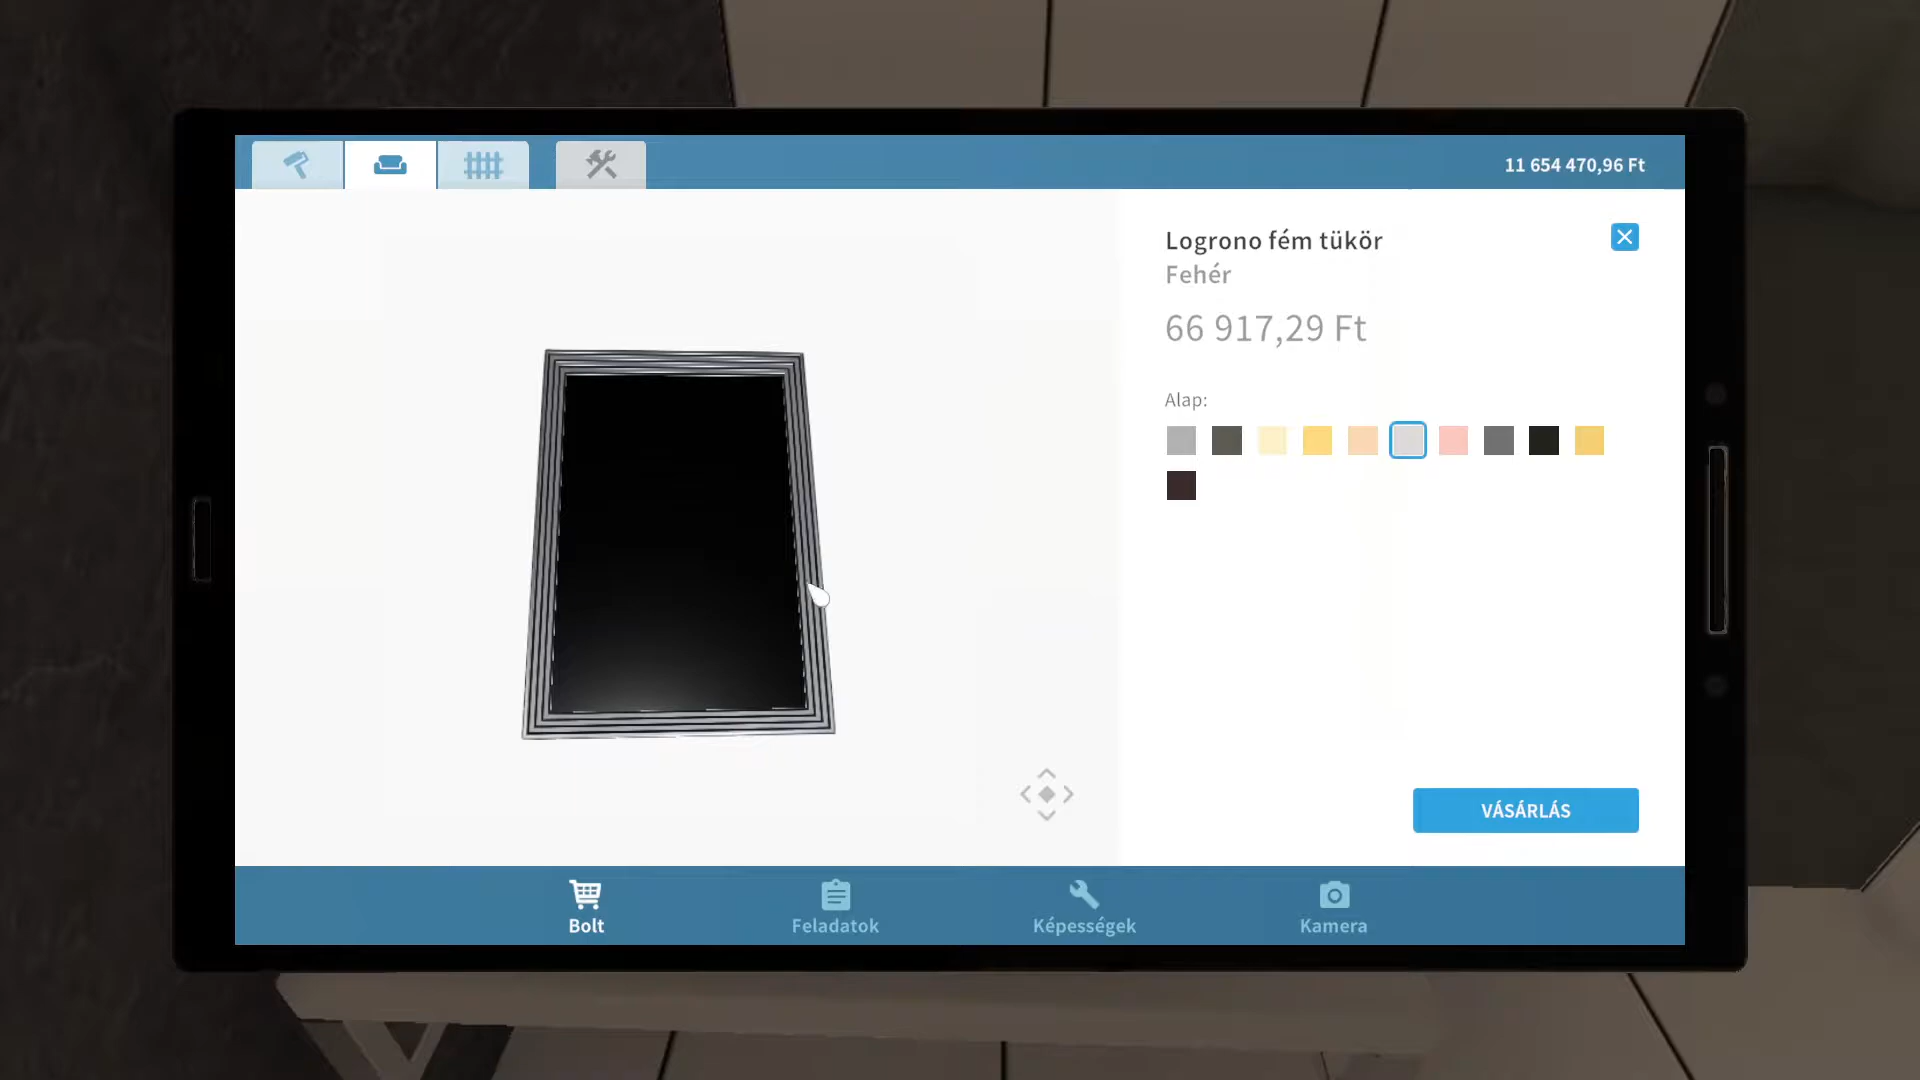 11 654 470,96 Ft
Logrono fém tükör
Fehér
66 917,29 Ft
Alap:
VÁSÁRLÁS
Bolt
Feladatok
Képességek
Kamera